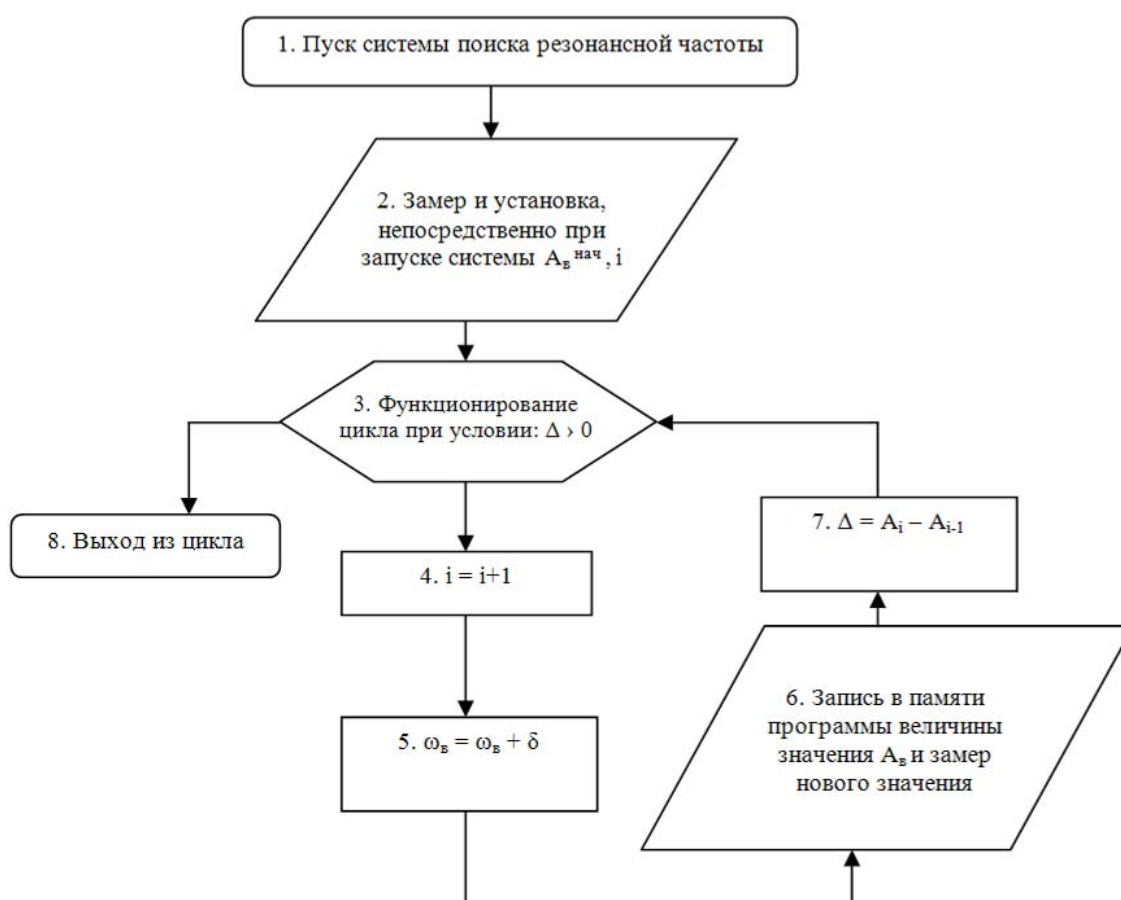 1. Пуск системы поиска резонансной частоты
2. Замер и установка,
непосредственно при
запуске системы Aв нач , i
3. Функционирование
цикла при условии: Δ › 0
8. Выход из цикла
4. i = i+1
5. ωв = ωв + δ
6. Запись в памяти
программы величины
значения Aв и замер
нового значения
7. Δ = Ai – Ai-1